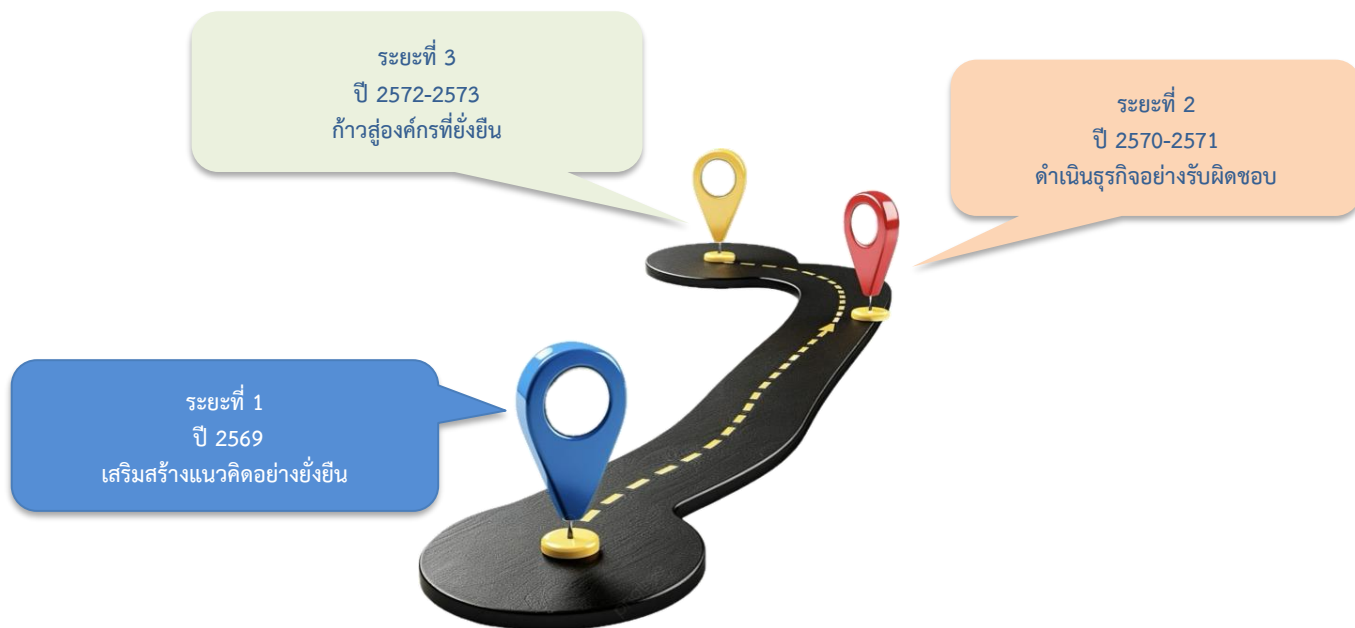 ระยะที่ 3
ปี 2572-2573
ก้าวสู่องค์กรที่ยั่งยืน
ระยะที่ 2
ปี 2570-2571
ดำเนินธุรกิจอย่างรับผิดชอบ
ระยะที่ 1
ปี 2569
เสริมสร้างแนวคิดอย่างยั่งยืน